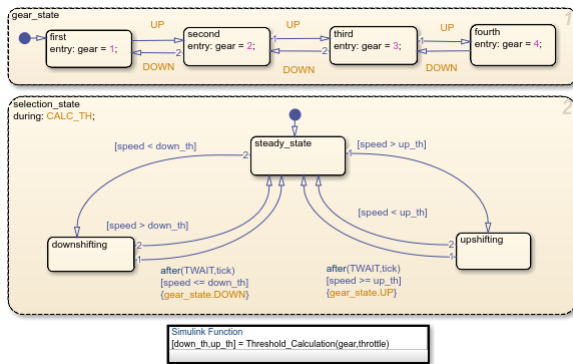 gear_state
1
first
entry: gear = 1;
UP
1
2
DOWN
second
entry: gear = 2;
UP
1
2
DOWN
third
entry: gear = 3;
UP
1
DOWN
fourth
entry: gear = 4;
selection_state
during: CALC_TH;
2
steady_state
2
1
[speed < down_th]
[speed > up_th]
[speed > down_th]
[speed < up_th]
downshifting
2
1
upshifting
2
1
after(TWAIT,tick)
[speed <= down_th]
{gear_state.DOWN}
after(TWAIT,tick)
[speed >= up_th]
{gear_state.UP}
Simulink Function
[down_th,up_th] = Threshold_Calculation(gear,throttle)